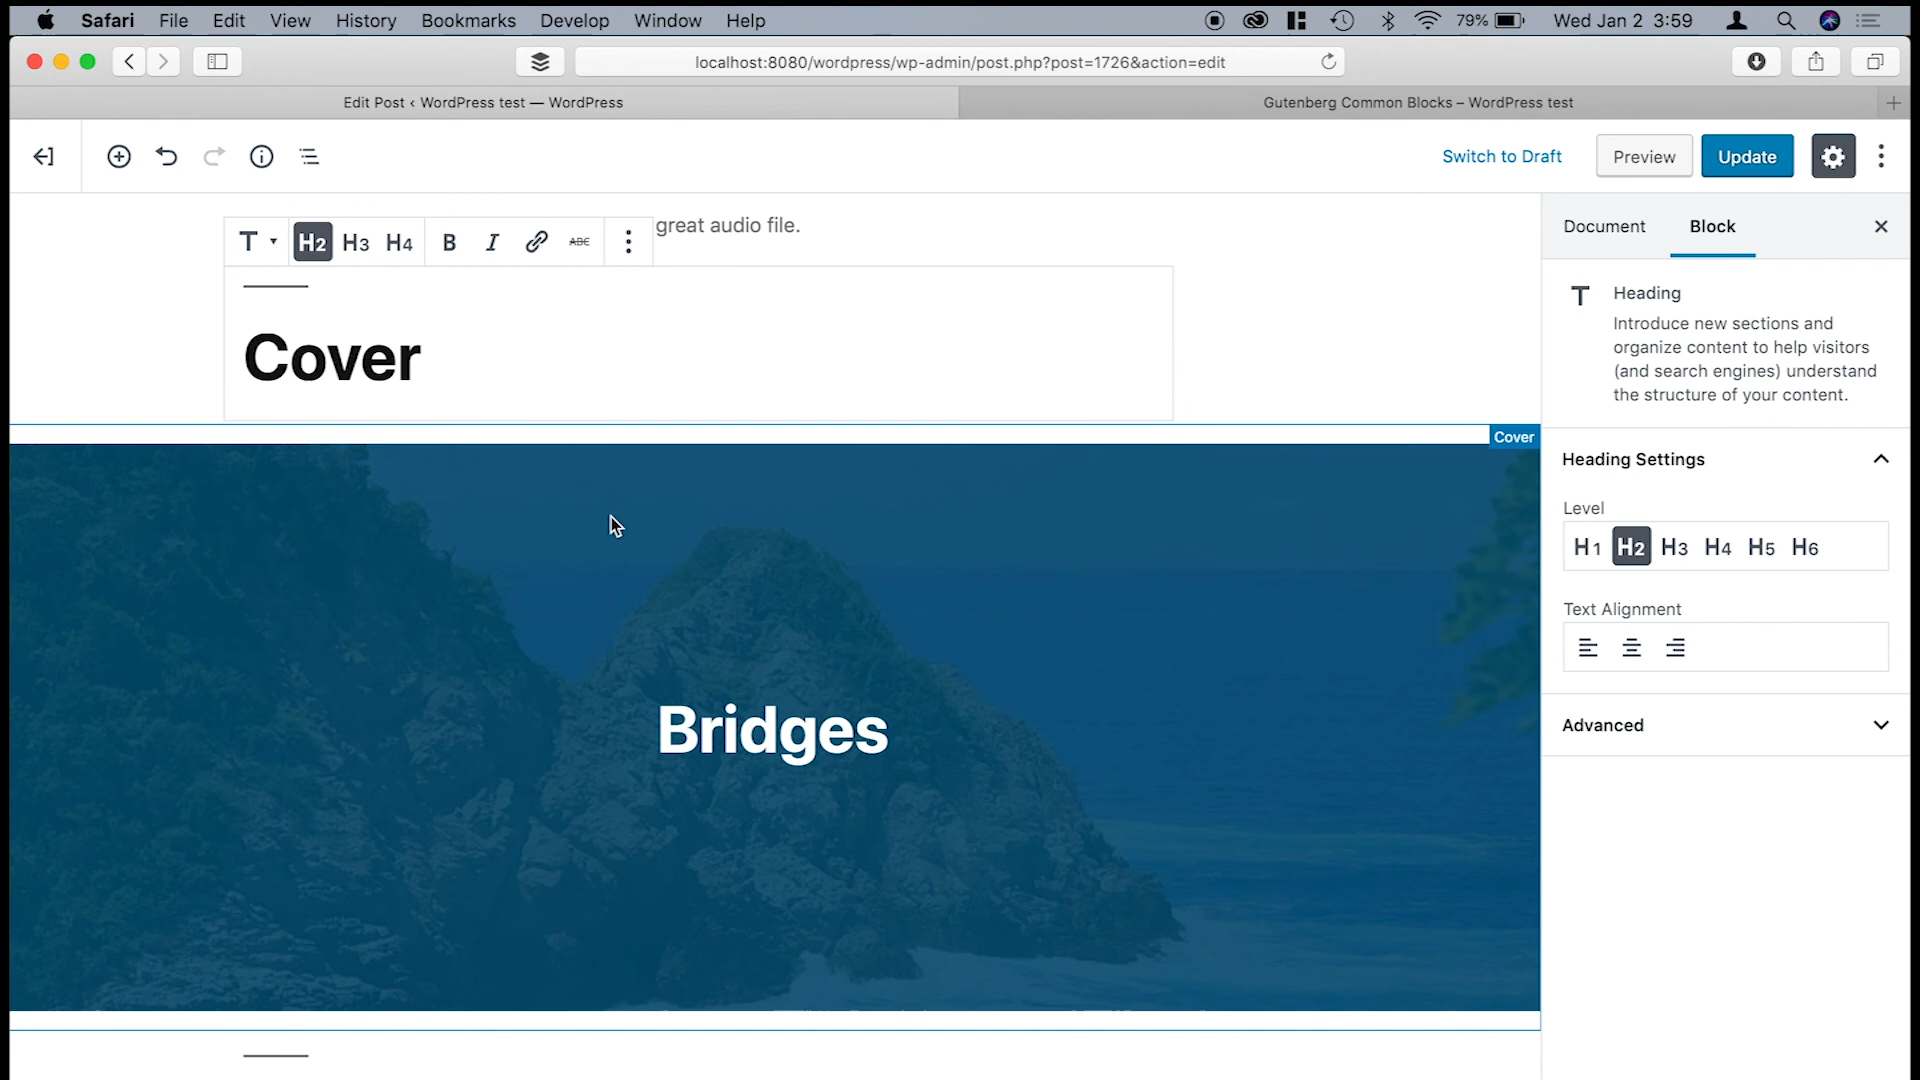 Safari File Edit View History Bookmarks Develop Window Help 79% Wed Jan 2 3:59
localhost:8080/wordpress/wp-admin/post.php?post=1726&action=edit
Edit Post ‹ WordPress test — WordPress
Gutenberg Common Blocks – WordPress test
Switch to Draft
Preview
Update
T H2 H3 H4 B I ABC
great audio file.
Document
Block
Cover
T Heading
Introduce new sections and
organize content to help visitors
(and search engines) understand
the structure of your content.
Cover
Heading Settings
Level
H1 H2 H3 H4 H5 H6
Text Alignment
Bridges
Advanced